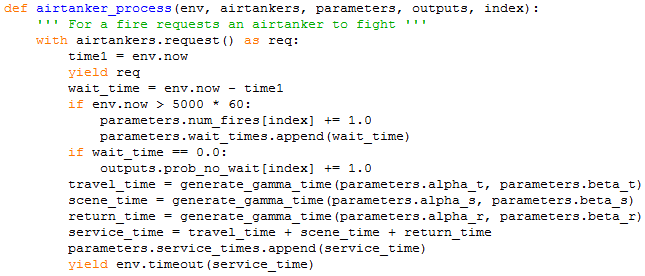 def airtanker_process(env, airtankers, parameters, outputs, index):
    ''' For a fire requests an airtanker to fight '''
    with airtankers.request() as req:
        time1 = env.now
        yield req
        wait_time = env.now - time1
        if env.now > 5000 * 60:
            parameters.num_fires[index] += 1.0
            parameters.wait_times.append(wait_time)
        if wait_time == 0.0:
            outputs.prob_no_wait[index] += 1.0
        travel_time = generate_gamma_time(parameters.alpha_t, parameters.beta_t)
        scene_time = generate_gamma_time(parameters.alpha_s, parameters.beta_s)
        return_time = generate_gamma_time(parameters.alpha_r, parameters.beta_r)
        service_time = travel_time + scene_time + return_time
        parameters.service_times.append(service_time)
        yield env.timeout(service_time)